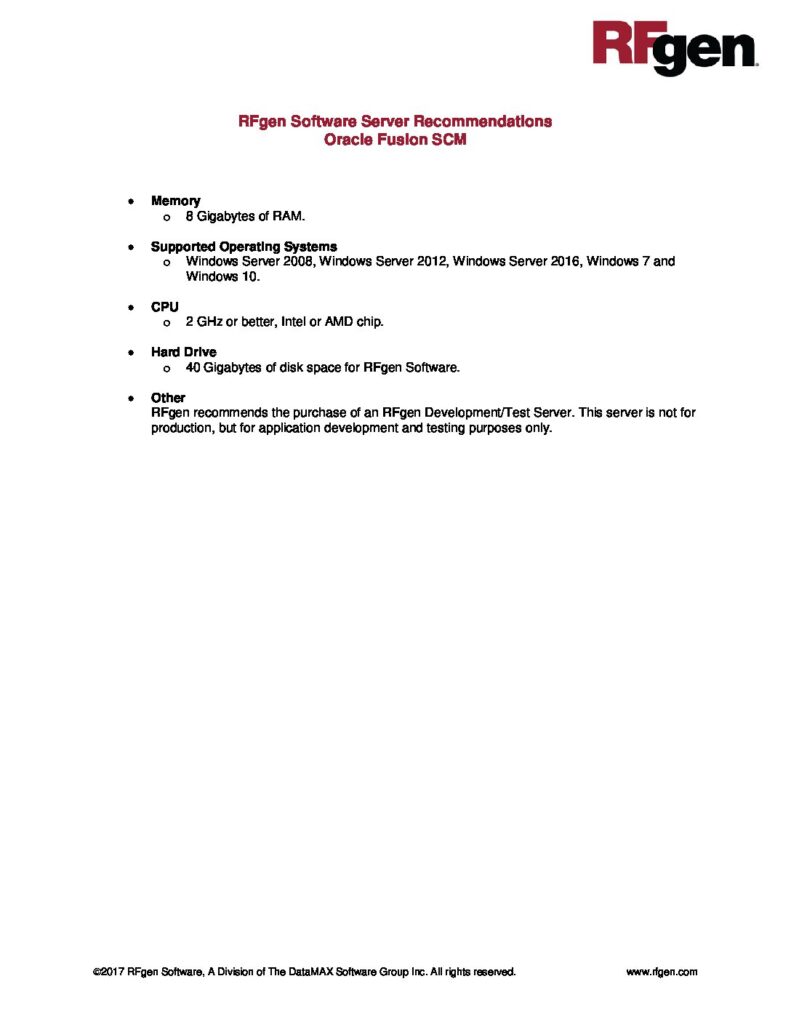 RFgen
RFgen Software Server Recommendations
Oracle Fusion SCM
• Memory
o 8 Gigabytes of RAM.
• Supported Operating Systems
o Windows Server 2008, Windows Server 2012, Windows Server 2016, Windows 7 and
Windows 10.
• CPU
o 2 GHz or better, Intel or AMD chip.
• Hard Drive
o 40 Gigabytes of disk space for RFgen Software.
• Other
RFgen recommends the purchase of an RFgen Development/Test Server. This server is not for
production, but for application development and testing purposes only.
©2017 RFgen Software, A Division of The DataMAX Software Group Inc. All rights reserved. www.rfgen.com